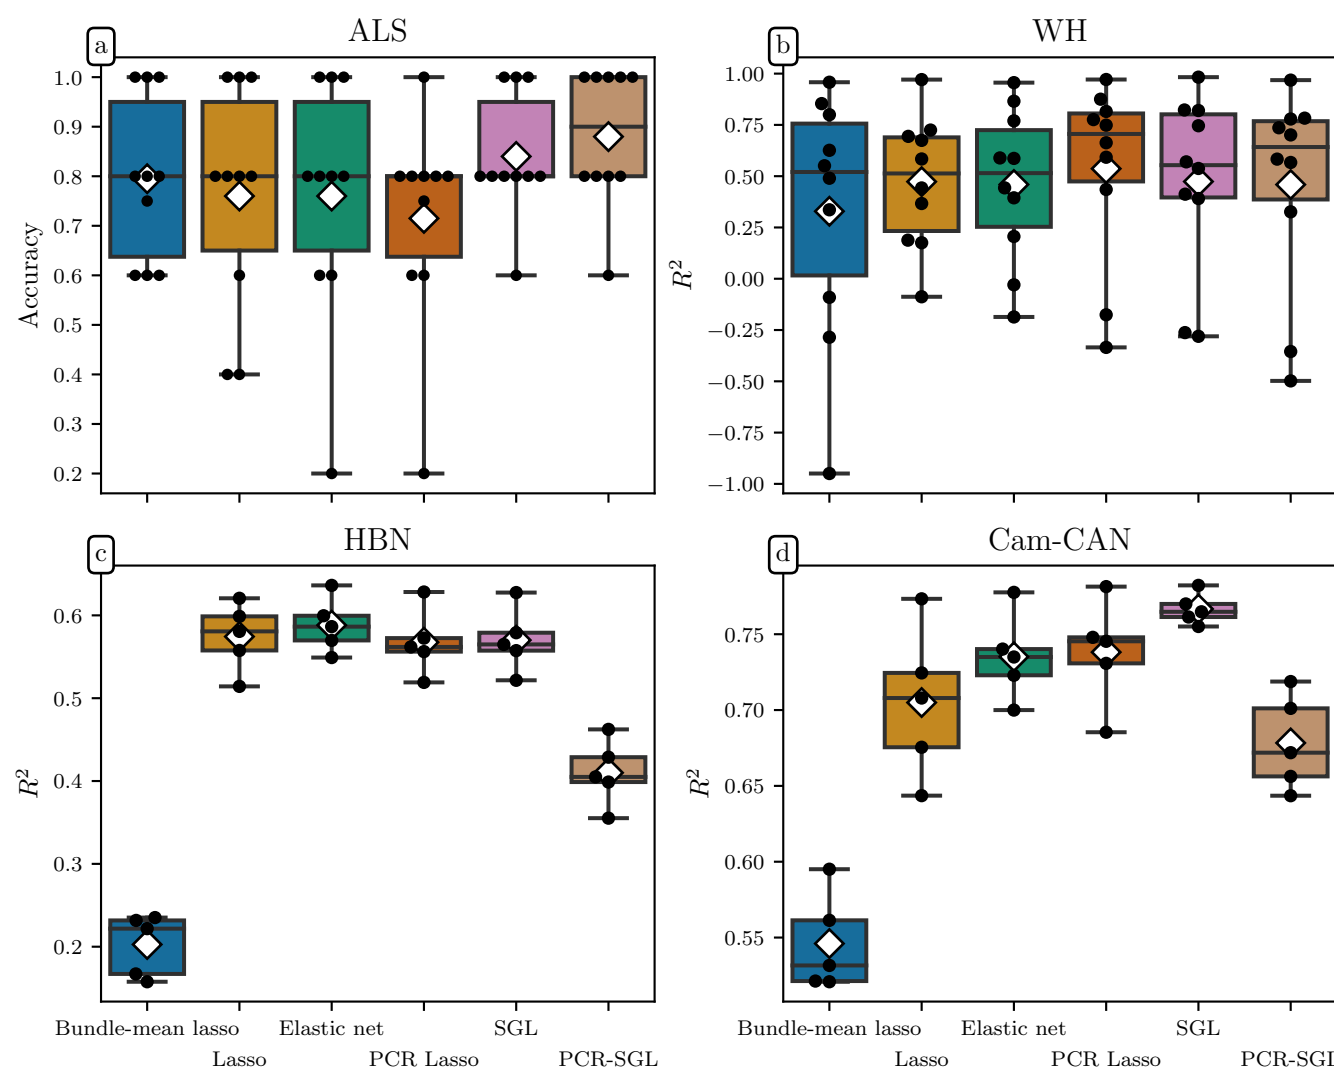 a ALS
1.0
0.9
0.8
0.7
0.6
0.5
0.4
0.3
0.2
Accuracy
b WH
1.00
0.75
0.50
0.25
0.00
−0.25
−0.50
−0.75
−1.00
R²
c HBN
0.6
0.5
0.4
0.3
0.2
R²
Bundle-mean lasso Elastic net SGL
Lasso PCR Lasso PCR-SGL
d Cam-CAN
0.75
0.70
0.65
0.60
0.55
R²
Bundle-mean lasso Elastic net SGL
Lasso PCR Lasso PCR-SGL